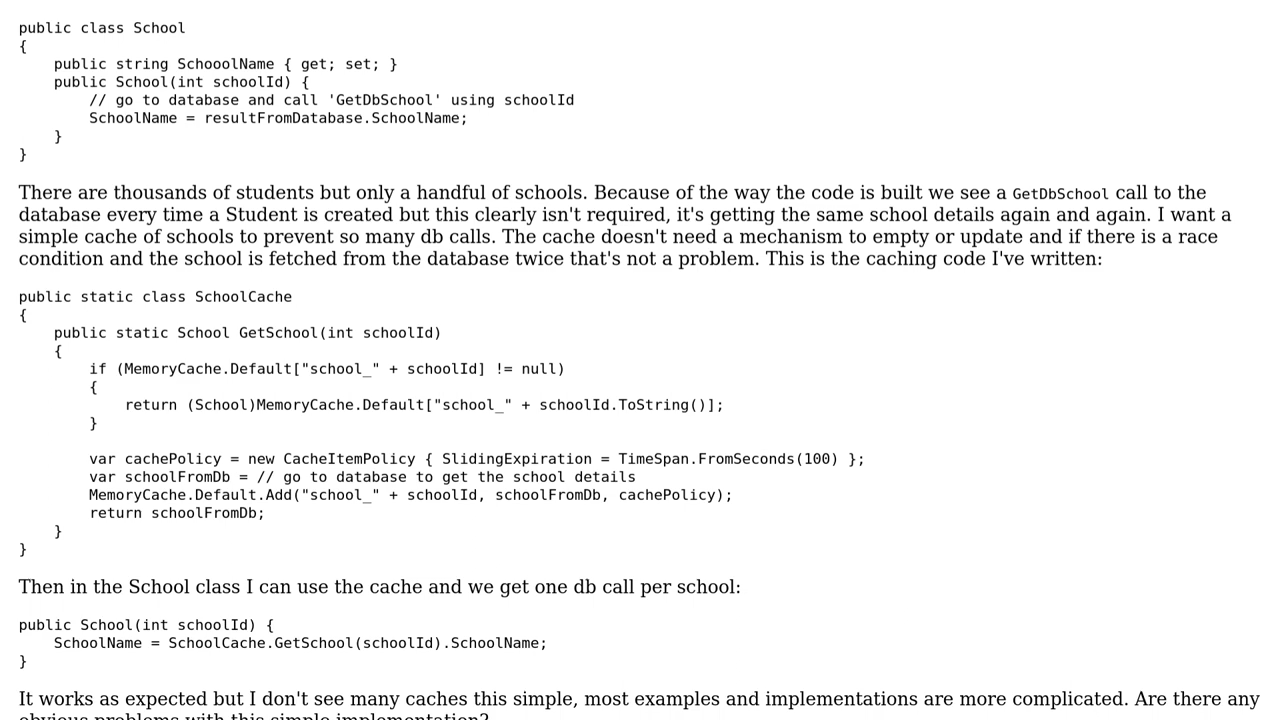 public class School
{
    public string SchooolName { get; set; }
    public School(int schoolId) {
        // go to database and call 'GetDbSchool' using schoolId
        SchoolName = resultFromDatabase.SchoolName;
    }
}
There are thousands of students but only a handful of schools. Because of the way the code is built we see a GetDbSchool call to the
database every time a Student is created but this clearly isn't required, it's getting the same school details again and again. I want a
simple cache of schools to prevent so many db calls. The cache doesn't need a mechanism to empty or update and if there is a race
condition and the school is fetched from the database twice that's not a problem. This is the caching code I've written:
public static class SchoolCache
{
    public static School GetSchool(int schoolId)
    {
        if (MemoryCache.Default["school_" + schoolId] != null)
        {
            return (School)MemoryCache.Default["school_" + schoolId.ToString()];
        }
        var cachePolicy = new CacheItemPolicy { SlidingExpiration = TimeSpan.FromSeconds(100) };
        var schoolFromDb = // go to database to get the school details
        MemoryCache.Default.Add("school_" + schoolId, schoolFromDb, cachePolicy);
        return schoolFromDb;
    }
}
Then in the School class I can use the cache and we get one db call per school:
public School(int schoolId) {
    SchoolName = SchoolCache.GetSchool(schoolId).SchoolName;
}
It works as expected but I don't see many caches this simple, most examples and implementations are more complicated. Are there any
obvious problems with this simple implementation?